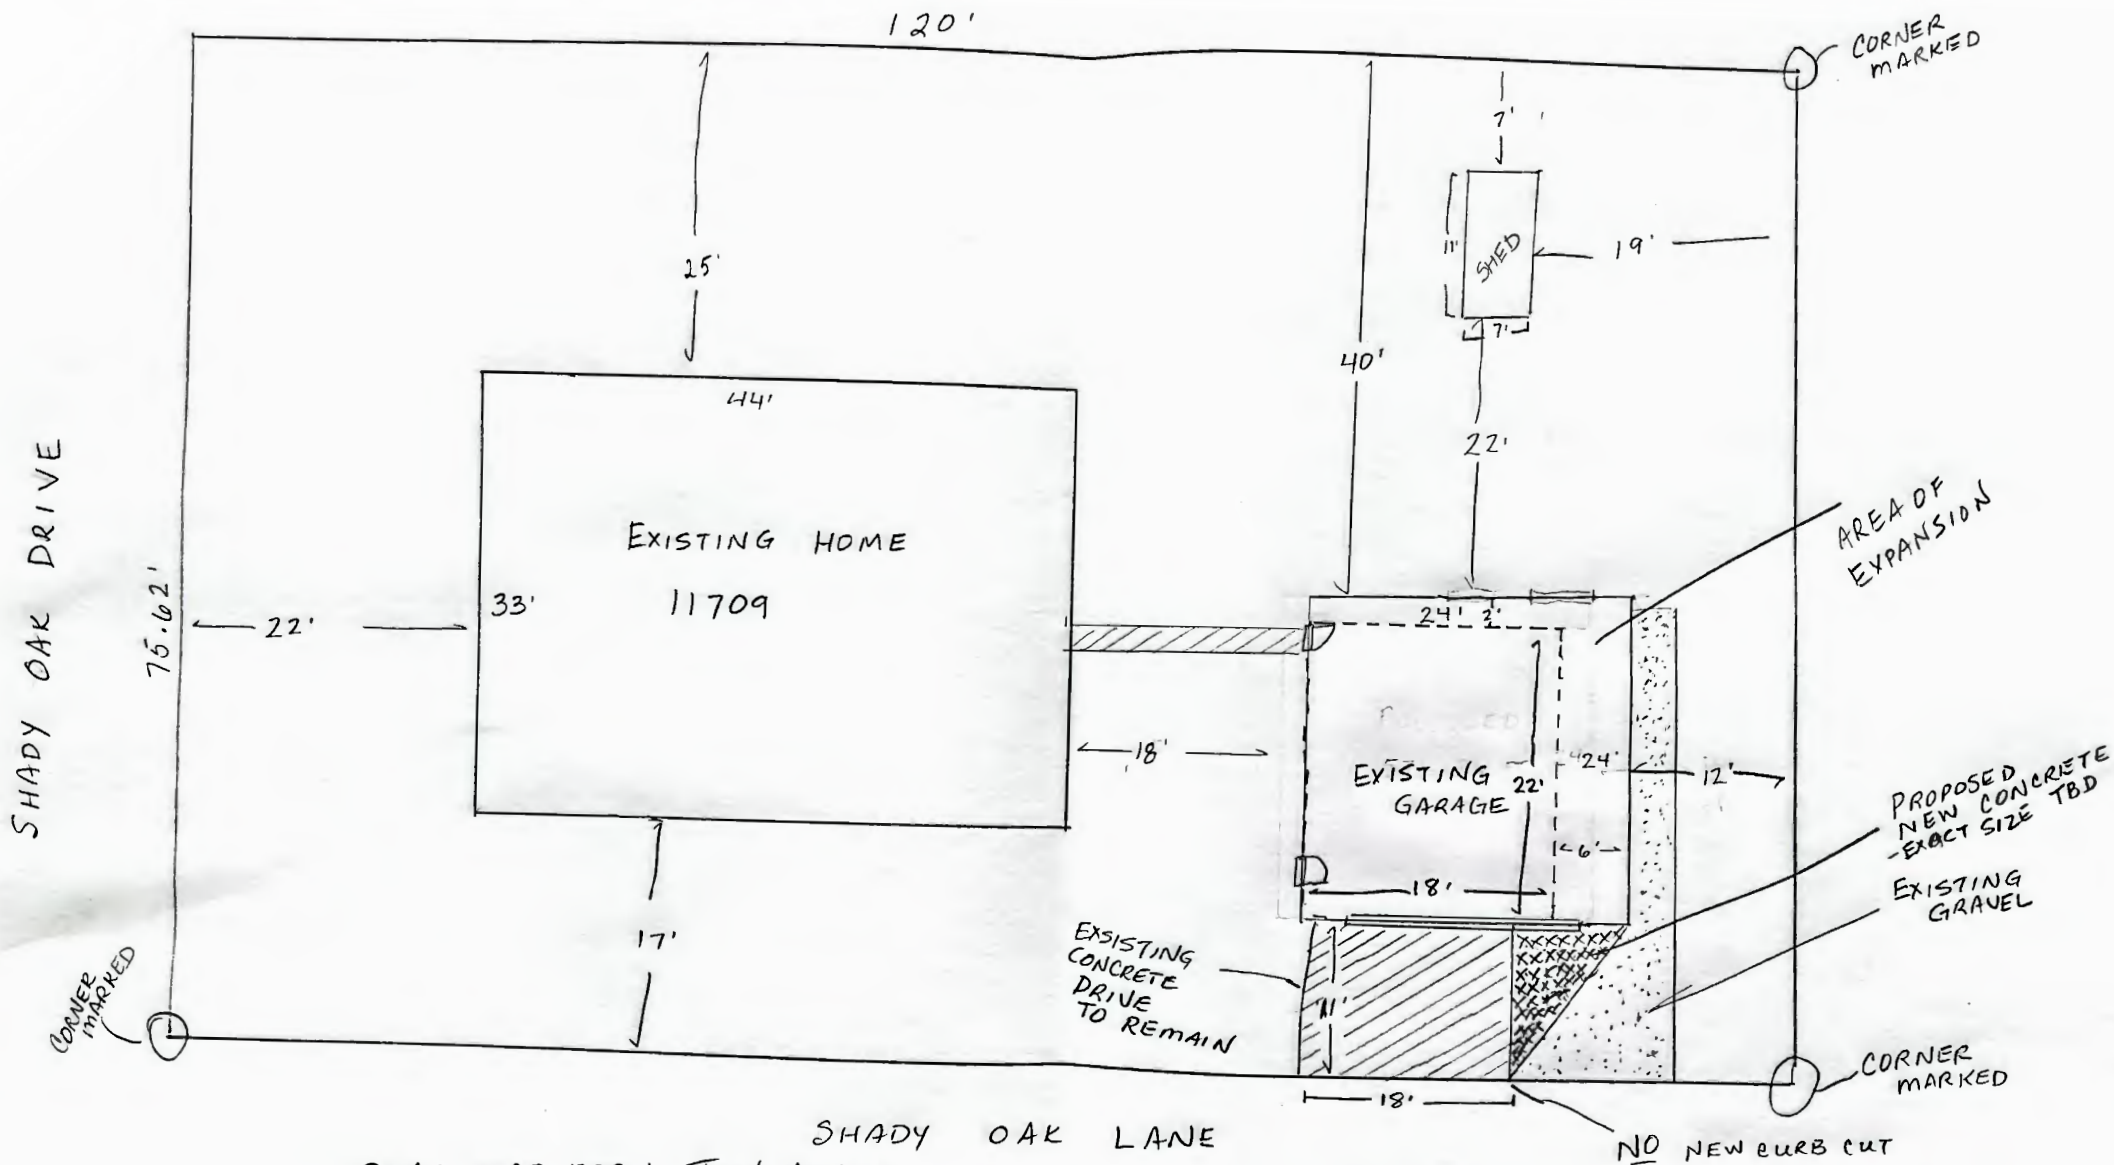 120'
CORNER
MARKED
7'
11'
SHED
19'
7'
25'
40'
44'
22'
AREA OF
EXPANSION
SHADY OAK DRIVE
75.62'
EXISTING HOME
11709
22'
33'
24'
2'
18'
EXISTING
GARAGE
22'
24'
12'
6'
18'
PROPOSED
NEW CONCRETE
-EXACT SIZE TBD
EXISTING
GRAVEL
17'
EXSISTING
CONCRETE
DRIVE
TO REMAIN
11'
CORNER
MARKED
CORNER
MARKED
18'
SHADY OAK LANE
NO NEW CURB CUT